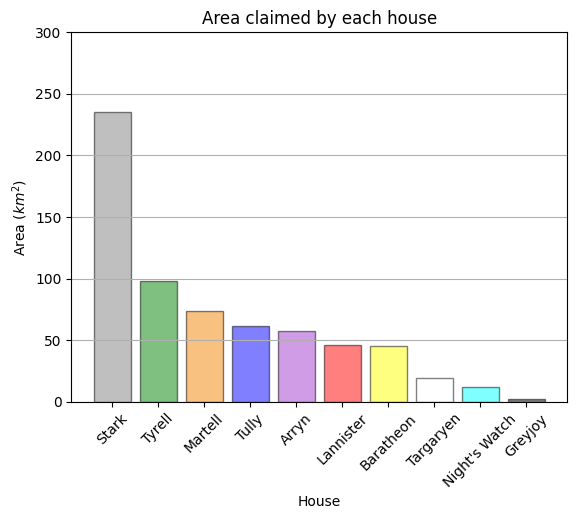 Area claimed by each house
Area (km²)
300
250
200
150
100
50
0
Stark
Tyrell
Martell
Tully
Arryn
Lannister
Baratheon
Targaryen
Night's Watch
Greyjoy
House